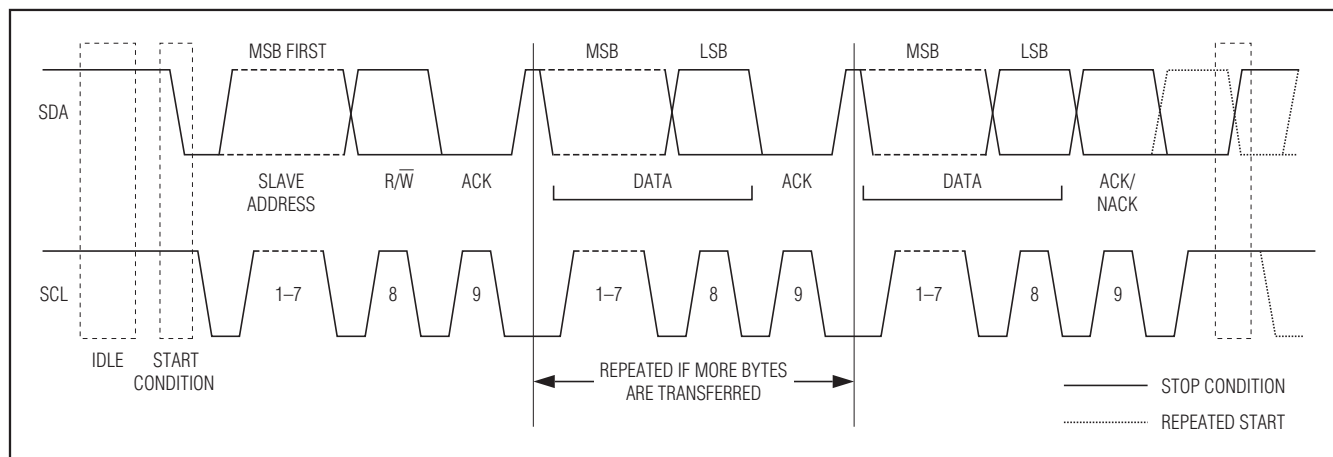 MSB FIRST
MSB
LSB
MSB
LSB
SDA
SLAVE
ADDRESS
R/W̅
ACK
DATA
ACK
DATA
ACK/
NACK
SCL
1–7
8
9
1–7
8
9
1–7
8
9
IDLE
START
CONDITION
REPEATED IF MORE BYTES
ARE TRANSFERRED
STOP CONDITION
REPEATED START